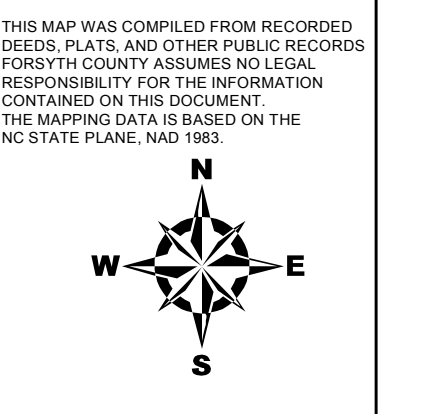 THIS MAP WAS COMPILED FROM RECORDED
DEEDS, PLATS, AND OTHER PUBLIC RECORDS
FORSYTH COUNTY ASSUMES NO LEGAL
RESPONSIBILITY FOR THE INFORMATION
CONTAINED ON THIS DOCUMENT.
THE MAPPING DATA IS BASED ON THE
NC STATE PLANE, NAD 1983.
N
W E
S